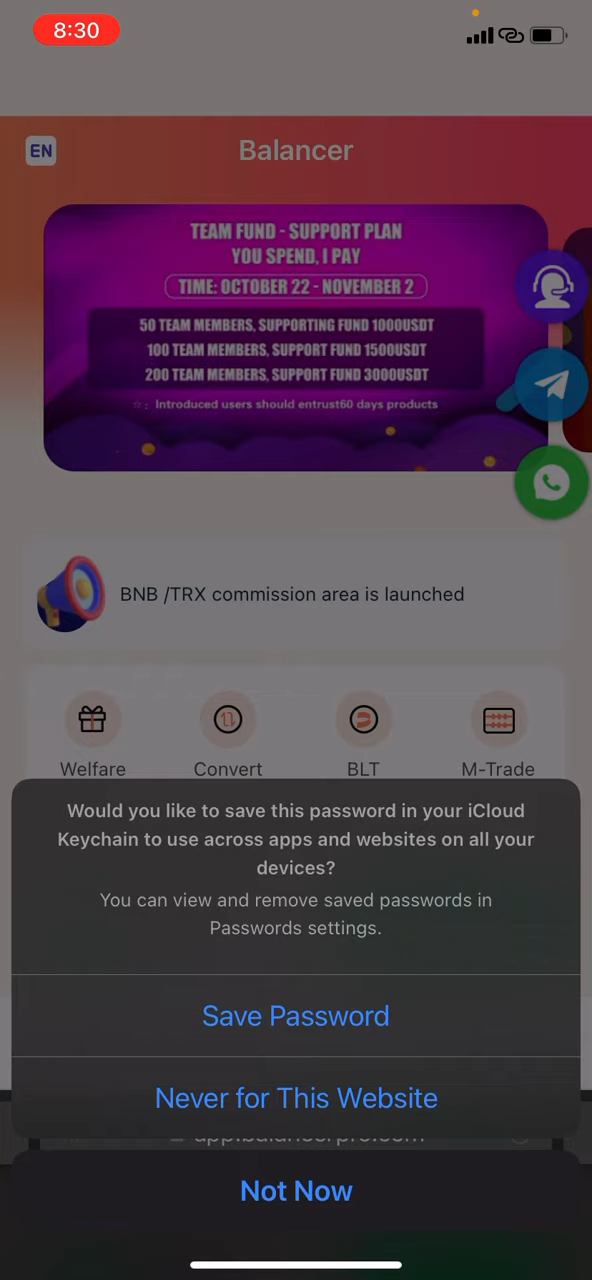 8:30
EN
Balancer
TEAM FUND - SUPPORT PLAN
YOU SPEND, I PAY
TIME: OCTOBER 22 - NOVEMBER 2
50 TEAM MEMBERS, SUPPORTING FUND 1000USDT
100 TEAM MEMBERS, SUPPORT FUND 1500USDT
200 TEAM MEMBERS, SUPPORT FUND 3000USDT
☆: Introduced users should entrust60 days products
BNB /TRX commission area is launched
Welfare
Convert
BLT
M-Trade
Would you like to save this password in your iCloud
Keychain to use across apps and websites on all your
devices?
You can view and remove saved passwords in
Passwords settings.
Save Password
Never for This Website
app.balancerpro.com
Not Now